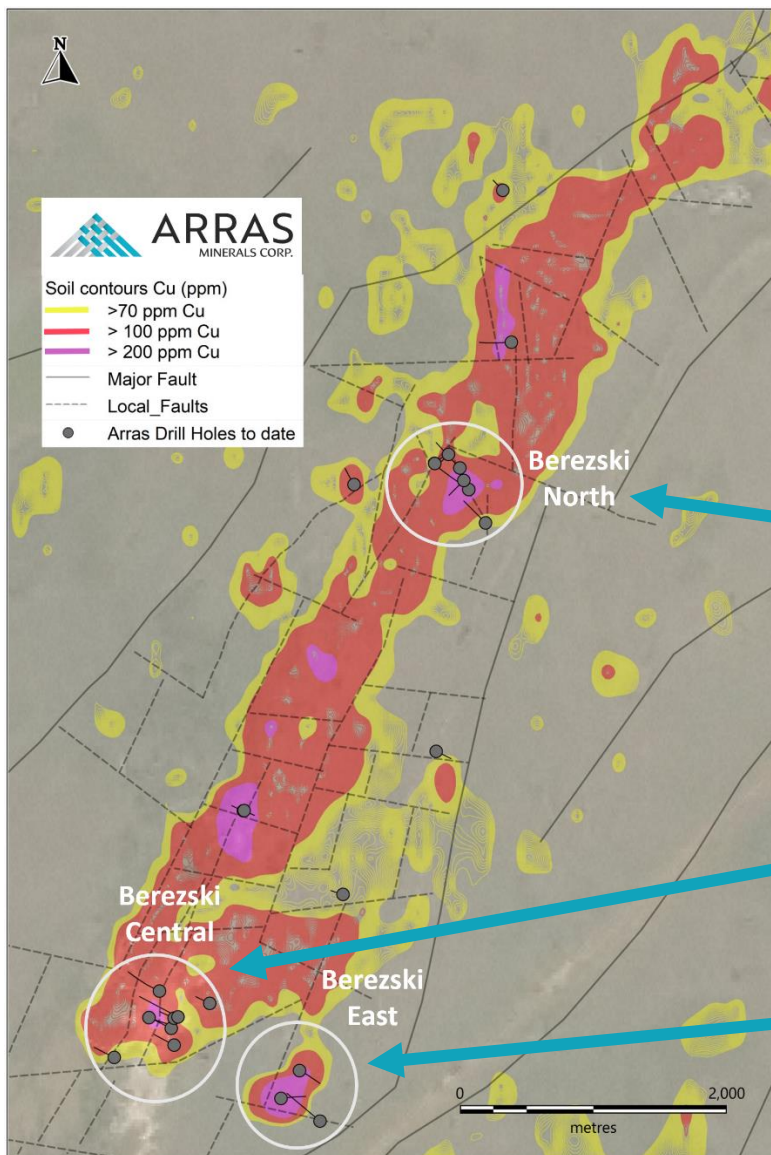 N
ARRAS
MINERALS CORP.
Soil contours Cu (ppm)
>70 ppm Cu
> 100 ppm Cu
> 200 ppm Cu
Major Fault
Local_Faults
Arras Drill Holes to date
Berezski
North
Berezski
Central
Berezski
East
0 2,000
metres